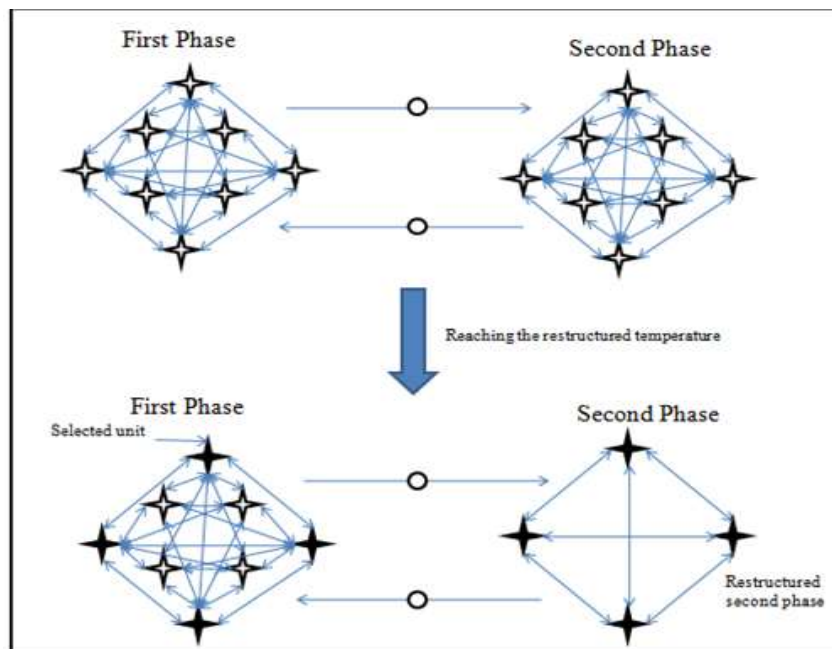 First Phase
Second Phase
Reaching the restructured temperature
First Phase
Second Phase
Selected unit
Restructured
second phase